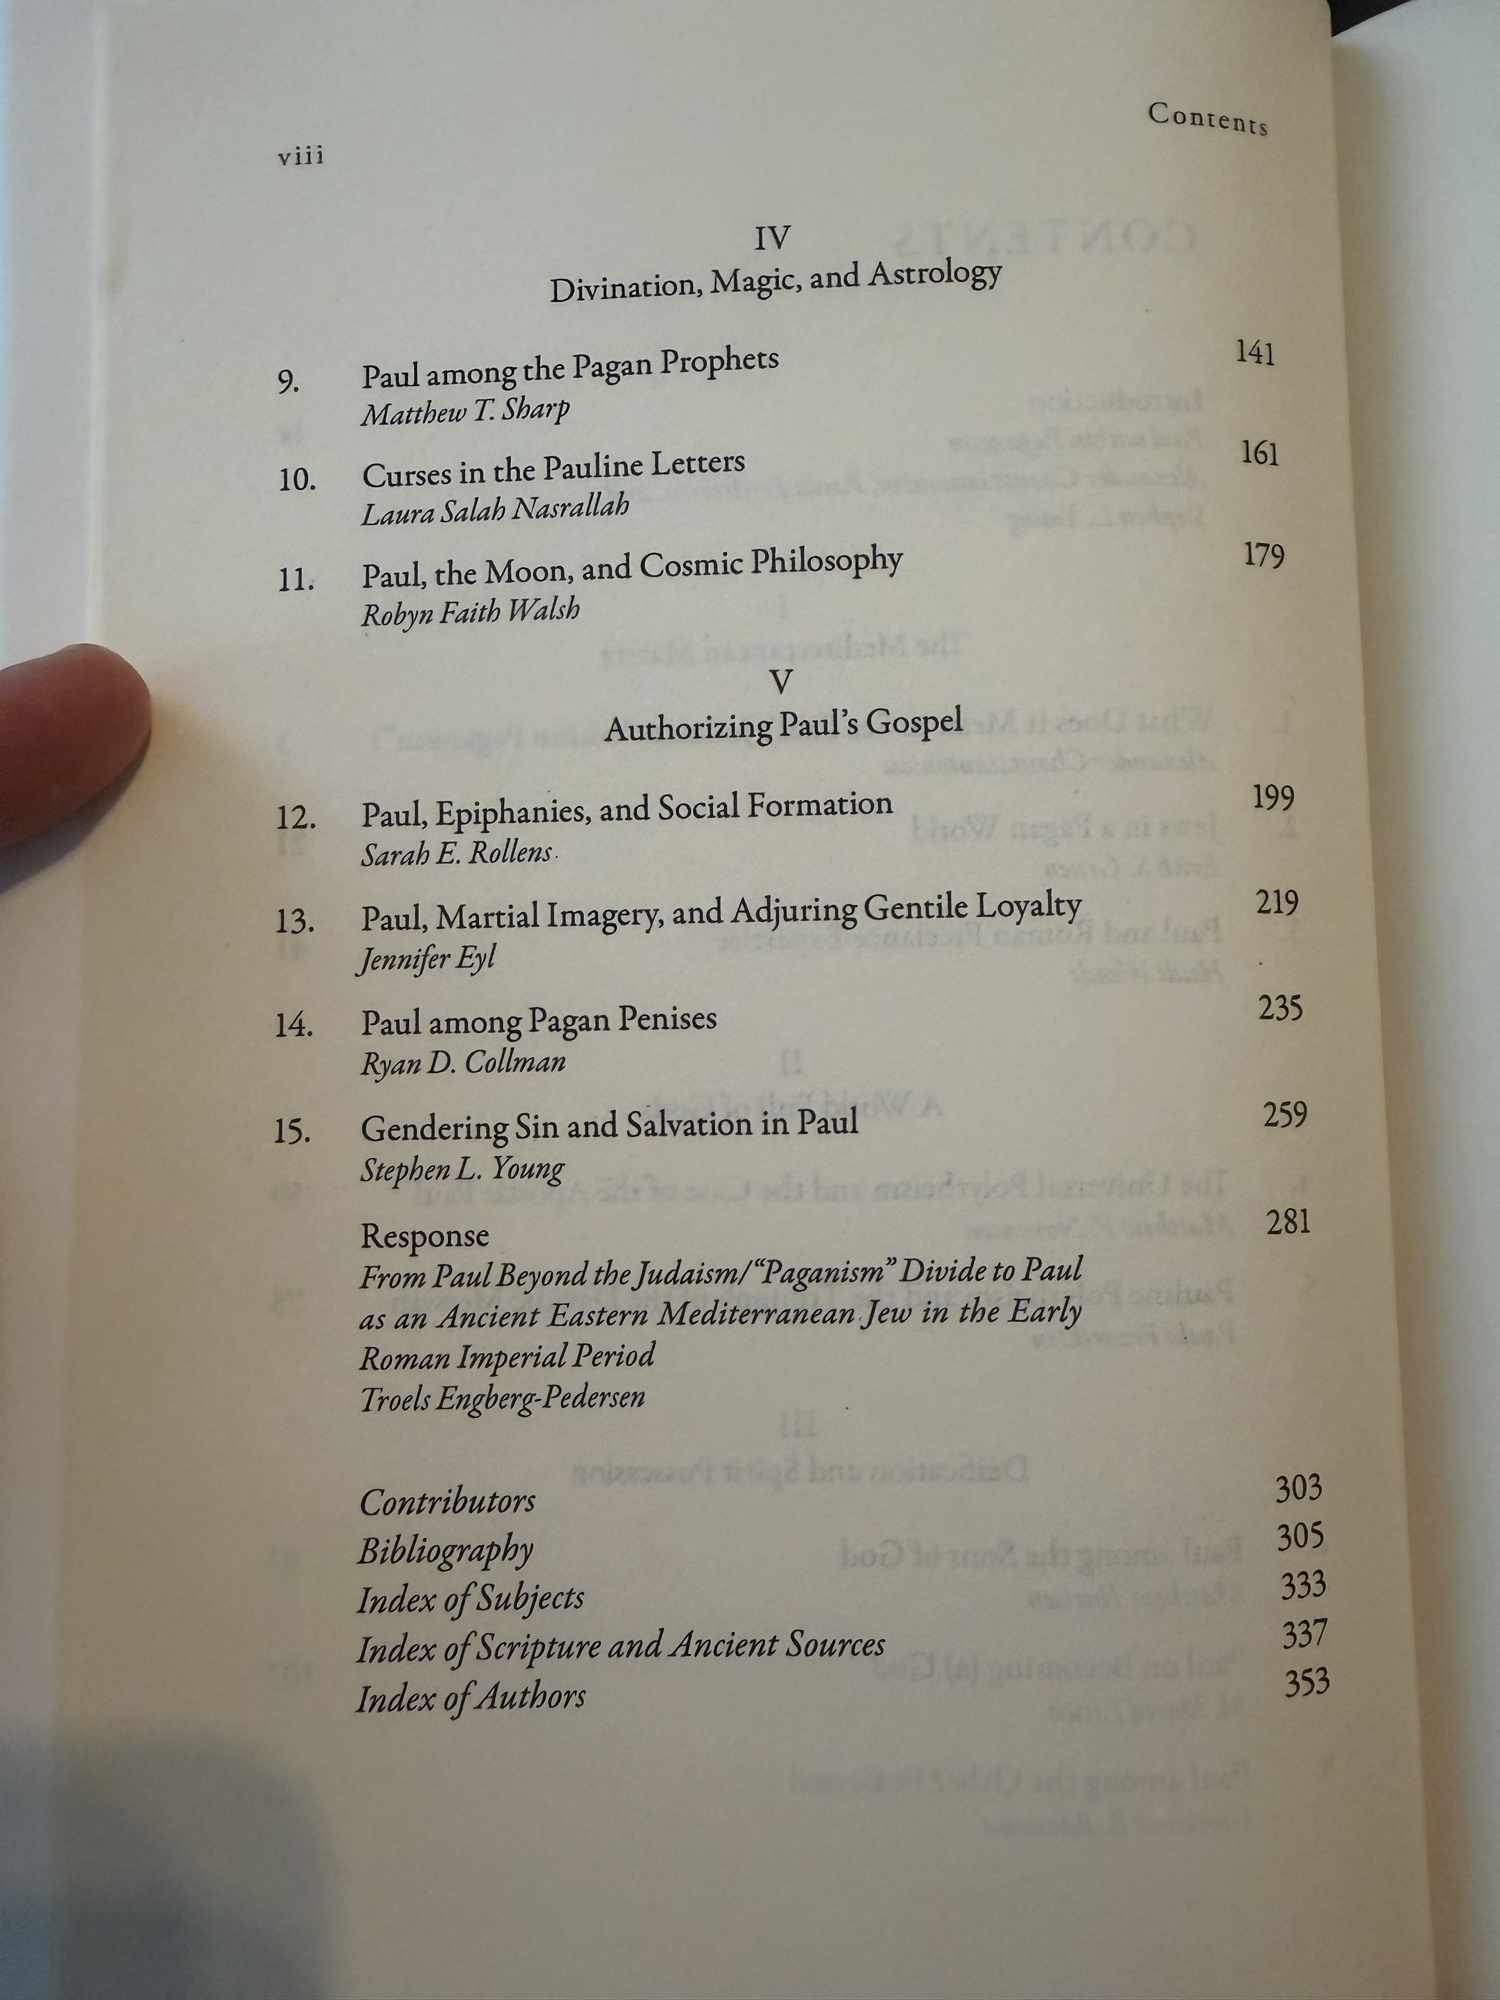 viii
Contents
IV
Divination, Magic, and Astrology
9. Paul among the Pagan Prophets 141
Matthew T. Sharp
10. Curses in the Pauline Letters 161
Laura Salah Nasrallah
11. Paul, the Moon, and Cosmic Philosophy 179
Robyn Faith Walsh
V
Authorizing Paul's Gospel
12. Paul, Epiphanies, and Social Formation 199
Sarah E. Rollens
13. Paul, Martial Imagery, and Adjuring Gentile Loyalty 219
Jennifer Eyl
14. Paul among Pagan Penises 235
Ryan D. Collman
15. Gendering Sin and Salvation in Paul 259
Stephen L. Young
Response 281
From Paul Beyond the Judaism/“Paganism” Divide to Paul
as an Ancient Eastern Mediterranean Jew in the Early
Roman Imperial Period
Troels Engberg-Pedersen
Contributors 303
Bibliography 305
Index of Subjects 333
Index of Scripture and Ancient Sources 337
Index of Authors 353